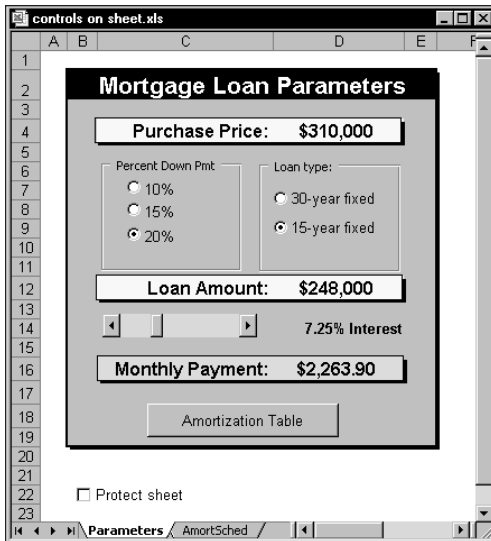 controls on sheet.xls
A B C D E F
1
2 Mortgage Loan Parameters
3
4 Purchase Price: $310,000
5
6 Percent Down Pmt Loan type:
7 10% 30-year fixed
8 15%
9 20% 15-year fixed
10
11
12 Loan Amount: $248,000
13
14 7.25% Interest
15
16 Monthly Payment: $2,263.90
17
18 Amortization Table
19
20
21
22 Protect sheet
23
Parameters AmortSched